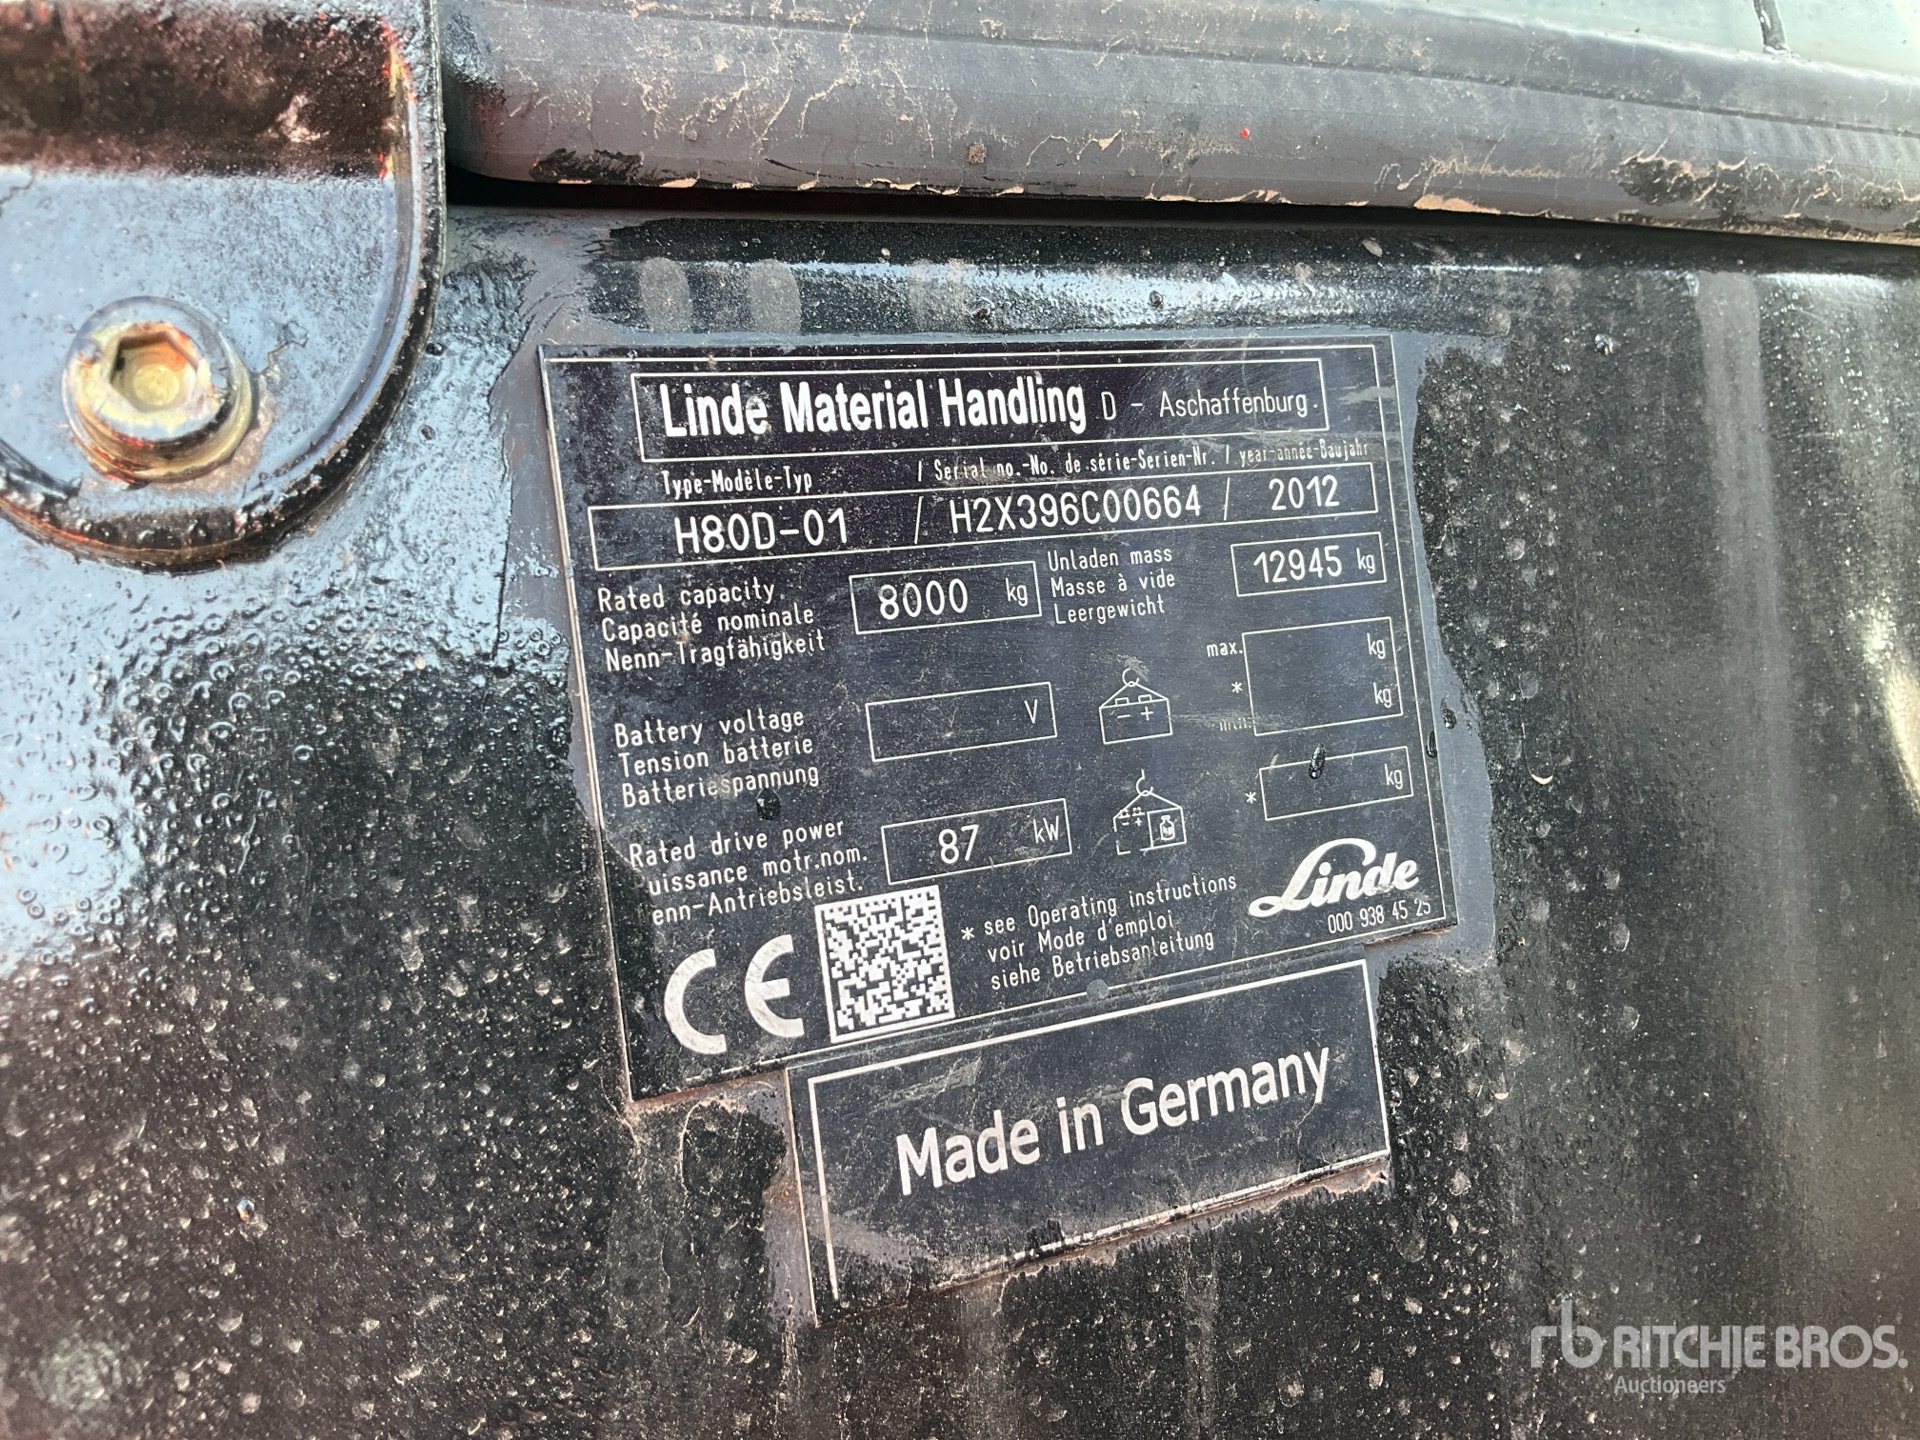 Linde Material Handling D - Aschaffenburg.
Type-Modèle-Typ / Serial no.-No. de série-Serien-Nr. / year-année-Baujahr
H80D-01 / H2X396C00664 / 2012
Rated capacity
Capacité nominale
Nenn-Tragfähigkeit
8000 kg
Unladen mass
Masse à vide
Leergewicht
12945 kg
Battery voltage
Tension batterie
Batteriespannung
V
- +
max. kg
* kg
min.
Rated drive power
uissance motr.nom.
enn-Antriebsleist.
87 kW
- +
kg
* kg
CE
* see Operating instructions
voir Mode d'emploi
siehe Betriebsanleitung
Linde
000 938 45 25
Made in Germany
rb RITCHIE BROS.
Auctioneers